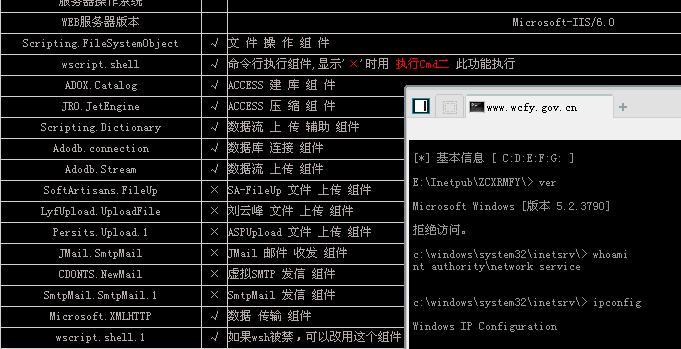 服务器操作系统
WEB服务器版本 Microsoft-IIS/6.0
Scripting.FileSystemObject √ 文 件 操 作 组 件
wscript.shell √ 命令行执行组件,显示'×'时用 执行Cmd二 此功能执行
ADOX.Catalog √ ACCESS 建 库 组 件
JRO.JetEngine √ ACCESS 压 缩 组 件
Scripting.Dictionary √ 数据流 上 传 辅助 组件
Adodb.connection √ 数据库 连接 组件
Adodb.Stream √ 数据流 上传 组件
SoftArtisans.FileUp × SA-FileUp 文件 上传 组件
LyfUpload.UploadFile × 刘云峰 文件 上传 组件
Persits.Upload.1 × ASPUpload 文件 上传 组件
JMail.SmtpMail × JMail 邮件 收发 组件
CDONTS.NewMail × 虚拟SMTP 发信 组件
SmtpMail.SmtpMail.1 × SmtpMail 发信 组件
Microsoft.XMLHTTP √ 数据 传输 组件
wscript.shell.1 √ 如果wsh被禁，可以改用这个组件
www.wcfy.gov.cn
[*] 基本信息 [ C:D:E:F:G: ]
E:\Inetpub\ZCXRMFY\> ver
Microsoft Windows [版本 5.2.3790]
拒绝访问。
c:\windows\system32\inetsrv\> whoami
nt authority\network service
c:\windows\system32\inetsrv\> ipconfig
Windows IP Configuration